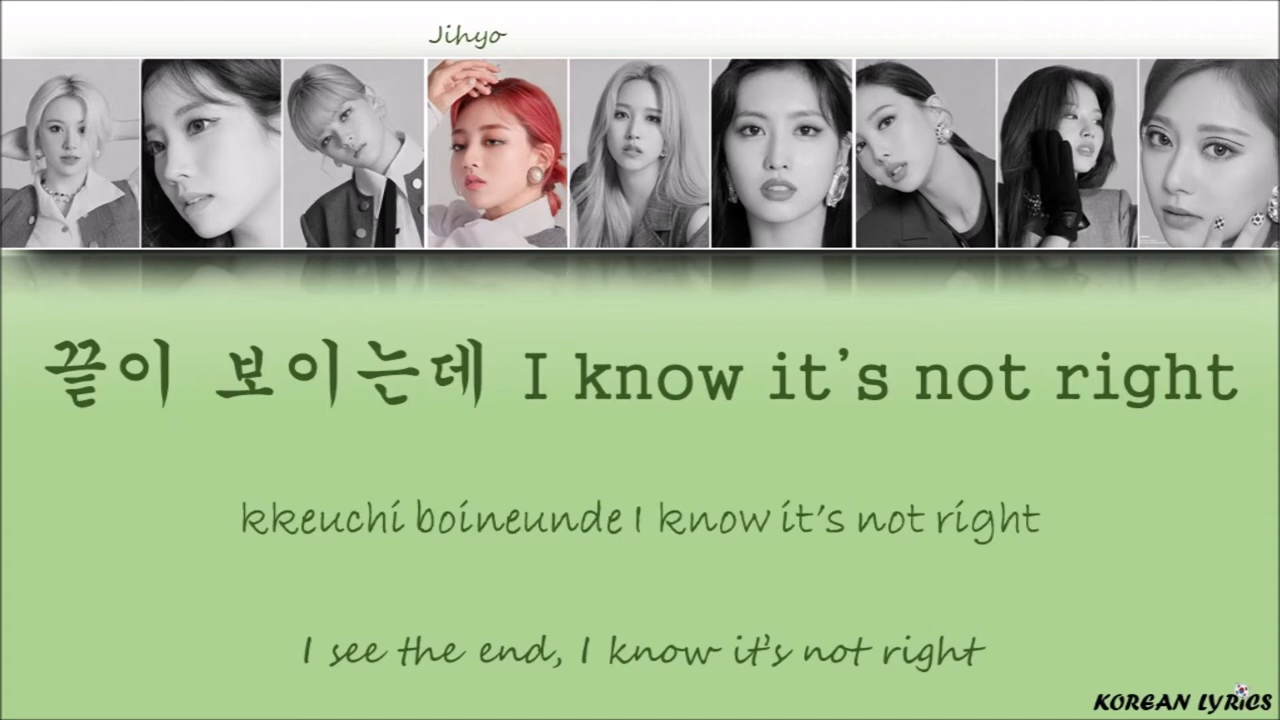 Jihyo
끝이 보이는데 I know it's not right
kkeuchi boineunde I know it's not right
I see the end, I know it's not right
KOREAN LYRICS